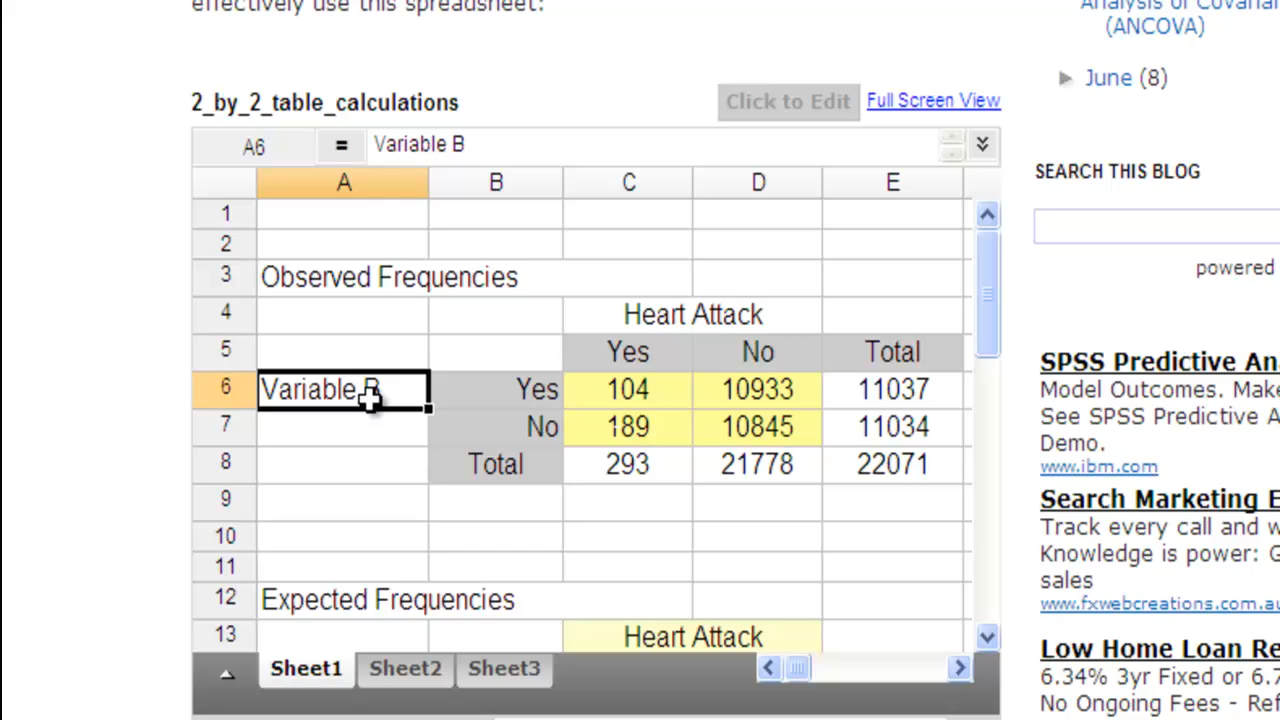 effectively use this spreadsheet:
Analysis of Covarian
(ANCOVA)
June (8)
2_by_2_table_calculations
Click to Edit
Full Screen View
A6 = Variable B
A B C D E
1
2
3 Observed Frequencies
4 Heart Attack
5 Yes No Total
6 Variable B Yes 104 10933 11037
7 No 189 10845 11034
8 Total 293 21778 22071
9
10
11
12 Expected Frequencies
13 Heart Attack
Sheet1 Sheet2 Sheet3
SEARCH THIS BLOG
powered
SPSS Predictive An
Model Outcomes. Make
See SPSS Predictive A
Demo.
www.ibm.com
Search Marketing E
Track every call and w
Knowledge is power: G
sales
www.fxwebcreations.com.au
Low Home Loan Re
6.34% 3yr Fixed or 6.7
No Ongoing Fees - Ref